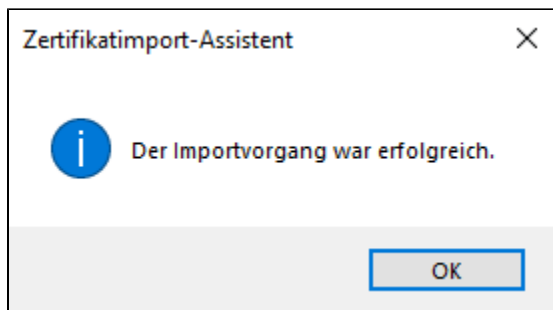 Zertifikatimport-Assistent
Der Importvorgang war erfolgreich.
OK